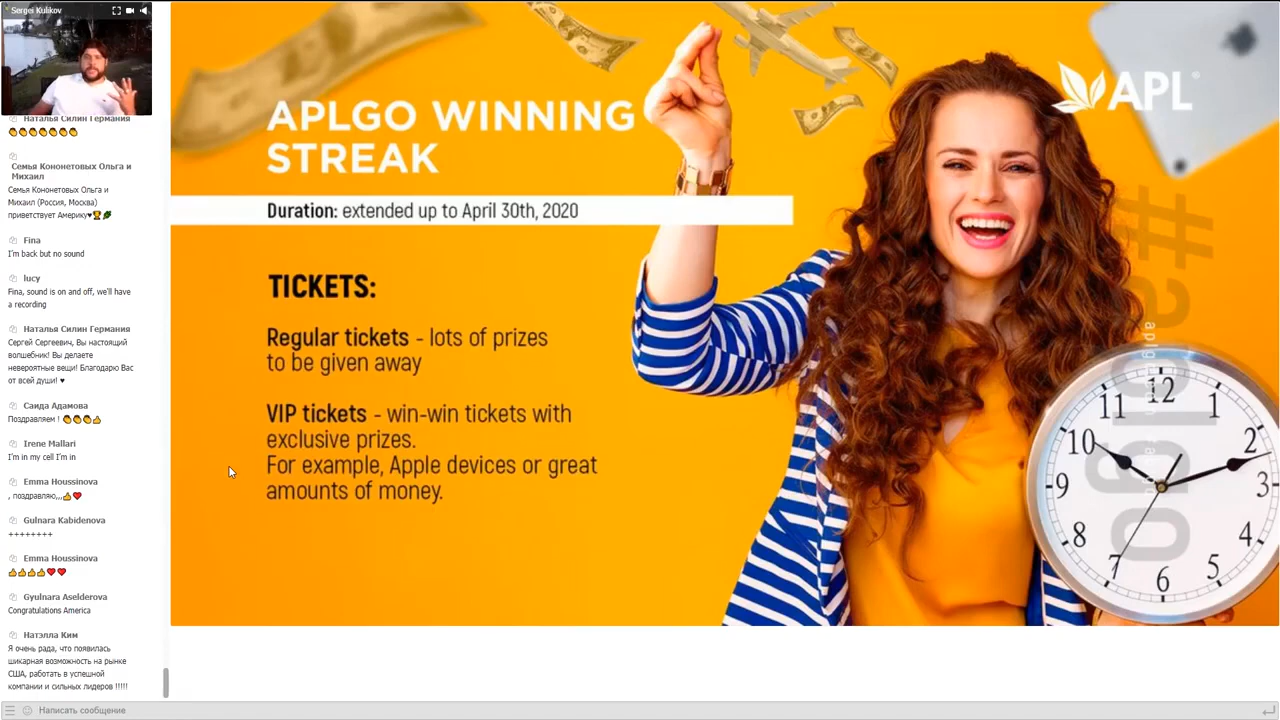 Sergei Kulikov
Наталья Силин Германия
Семья Кононетовых Ольга и
Михаил
Семья Кононетовых Ольга и
Михаил (Россия, Москва)
приветствует Америку
Fina
I'm back but no sound
lucy
Fina, sound is on and off, we'll have
a recording
Наталья Силин Германия
Сергей Сергеевич, Вы настоящий
волшебник! Вы делаете
невероятные вещи! Благодарю Вас
от всей души! ♥
Саида Адамова
Поздравляем !
Irene Mallari
I'm in my cell I'm in
Emma Houssinova
, поздравляю,,,
Gulnara Kabidenova
++++++++
Emma Houssinova
Gyulnara Aselderova
Congratulations America
Натэлла Ким
Я очень рада, что появилась
шикарная возможность на рынке
США, работать в успешной
компании и сильных лидеров !!!!!
Написать сообщение
APLGO WINNING
STREAK
Duration: extended up to April 30th, 2020
TICKETS:
Regular tickets - lots of prizes
to be given away
VIP tickets - win-win tickets with
exclusive prizes.
For example, Apple devices or great
amounts of money.
APL®
#aplgo
12
1
2
3
4
5
6
7
8
9
10
11